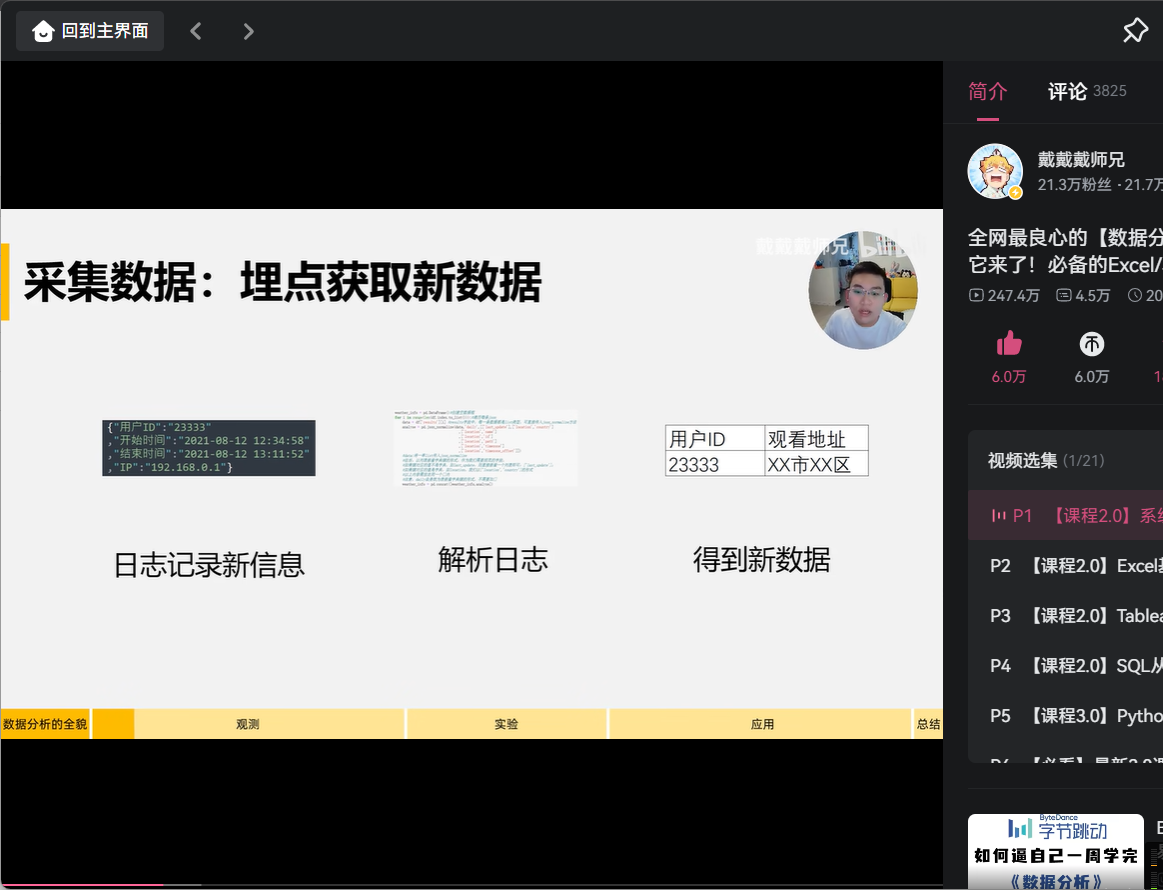 回到主界面
简介
评论 3825
戴戴戴师兄
21.3万粉丝 · 21.7万
全网最良心的【数据分
它来了！必备的Excel/
247.4万 4.5万 20
6.0万 6.0万
视频选集 (1/21)
P1 【课程2.0】系统
P2 【课程2.0】Excel基
P3 【课程2.0】Tablea
P4 【课程2.0】SQL从
P5 【课程3.0】Pytho
ByteDance
字节跳动
如何逼自己一周学完
《数据分析》
戴戴戴师兄 bilibili
采集数据：埋点获取新数据
{"用户ID":"23333"
,"开始时间":"2021-08-12 12:34:58"
,"结束时间":"2021-08-12 13:11:52"
,"IP":"192.168.0.1"}
用户ID 观看地址
23333 XX市XX区
日志记录新信息
解析日志
得到新数据
数据分析的全貌 观测 实验 应用 总结